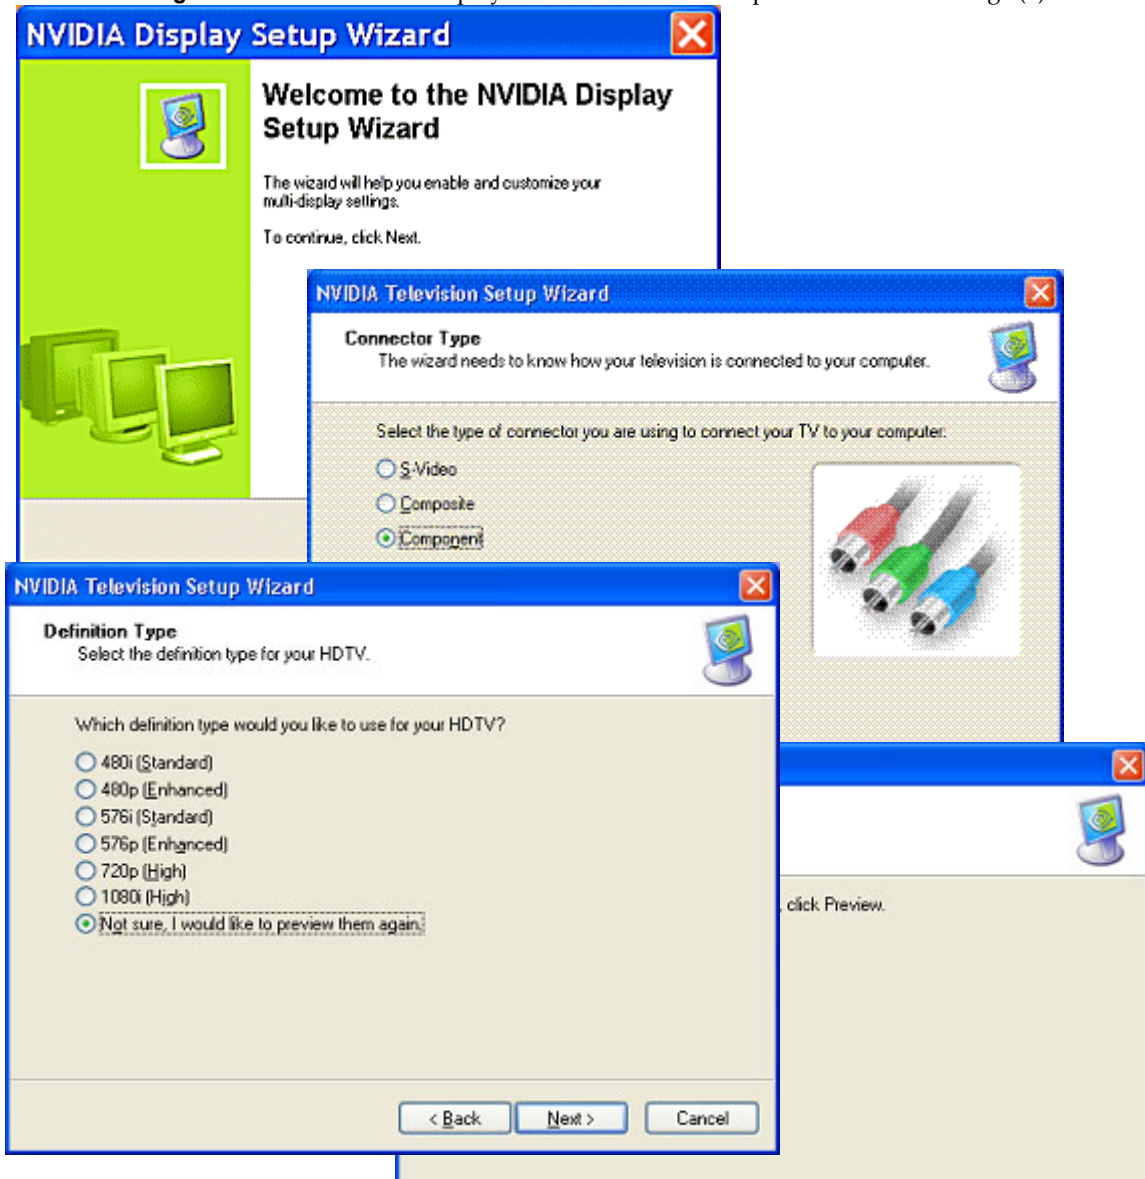 NVIDIA Display Setup Wizard
Welcome to the NVIDIA Display
Setup Wizard
The wizard will help you enable and customize your
multi-display settings.
To continue, click Next.
NVIDIA Television Setup Wizard
Connector Type
The wizard needs to know how your television is connected to your computer.
Select the type of connector you are using to connect your TV to your computer:
S-Video
Composite
Component
NVIDIA Television Setup Wizard
Definition Type
Select the definition type for your HDTV.
Which definition type would you like to use for your HDTV?
480i (Standard)
480p (Enhanced)
576i (Standard)
576p (Enhanced)
720p (High)
1080i (High)
Not sure, I would like to preview them again.
< Back
Next >
Cancel
, click Preview.